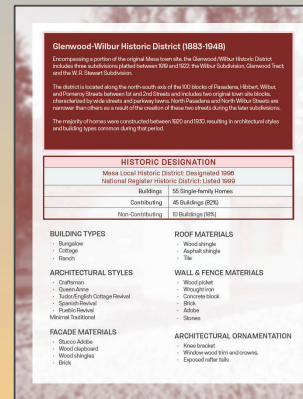 Glenwood-Wilbur Historic District (1883-1948)
Encompassing a portion of the original Mesa town site, the Glenwood/Wilbur Historic District
includes three subdivisions platted between 1919 and 1922: the Wilbur Subdivision, Glenwood Tract
and the W.R. Stewart Subdivision.
The district is located along the north-south axis of the 100 blocks of Pasadena, Hibbert, Wilbur,
and Pomeroy Streets between 1st and 2nd Streets and includes two original town site blocks,
characterized by wide streets and parkway lawns. North Pasadena and North Wilbur Streets are
narrower than others as a result of the creation of these two streets during the later subdivisions.
The majority of homes were constructed between 1920 and 1930, resulting in architectural styles
and building types common during that period.
HISTORIC DESIGNATION
Mesa Local Historic District: Designated 1996
National Register Historic District: Listed 1999
Buildings 55 Single-family Homes
Contributing 45 Buildings (82%)
Non-Contributing 10 Buildings (18%)
BUILDING TYPES
· Bungalow
· Cottage
· Ranch
ARCHITECTURAL STYLES
· Craftsman
· Queen Anne
· Tudor/English Cottage Revival
· Spanish Revival
· Pueblo Revival
Minimal Traditional
FACADE MATERIALS
· Stucco Adobe
· Wood clapboard
· Wood shingles
· Brick
ROOF MATERIALS
· Wood shingle
· Asphalt shingle
· Tile
WALL & FENCE MATERIALS
· Wood picket
· Wrought iron
· Concrete block
· Brick
· Adobe
· Stones
ARCHITECTURAL ORNAMENTATION
· Knee bracket
· Window wood trim and crowns.
· Exposed rafter tails